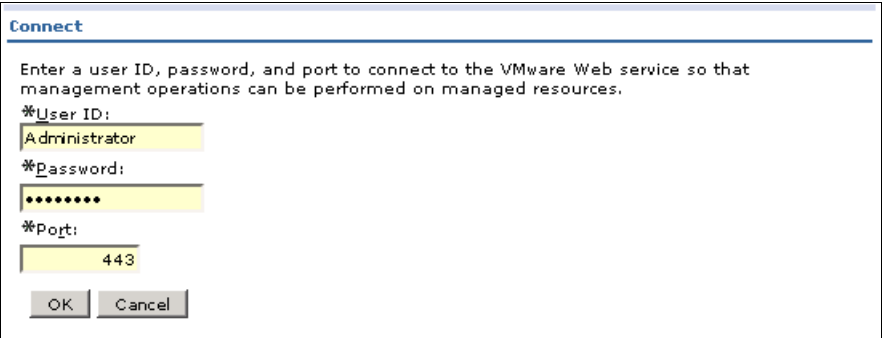 Connect
Enter a user ID, password, and port to connect to the VMware Web service so that
management operations can be performed on managed resources.
*User ID:
Administrator
*Password:
••••••••
*Port:
443
OK Cancel